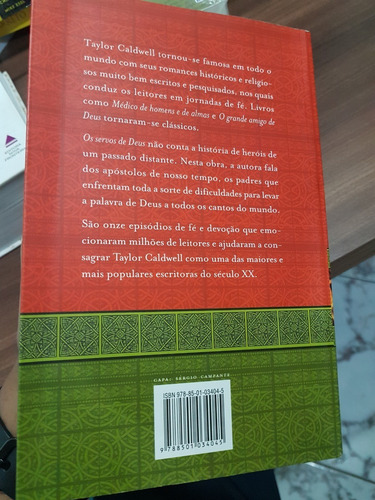 Taylor Caldwell tornou-se famosa em todo o
mundo com seus romances históricos e religio-
sos muito bem escritos e pesquisados, nos quais
conduz os leitores em jornadas de fé. Livros
como Médico de homens e de almas e O grande amigo de
Deus tornaram-se clássicos.
Os servos de Deus não conta a história de heróis de
um passado distante. Nesta obra, a autora fala
dos apóstolos de nosso tempo, os padres que
enfrentam toda a sorte de dificuldades para levar
a palavra de Deus a todos os cantos do mundo.
São onze episódios de fé e devoção que emo-
cionaram milhões de leitores e ajudaram a con-
sagrar Taylor Caldwell como uma das maiores e
mais populares escritoras do século XX.
CAPA: SÉRGIO CAMPANTE
ISBN 978-85-01-03404-5
9 788501 034045